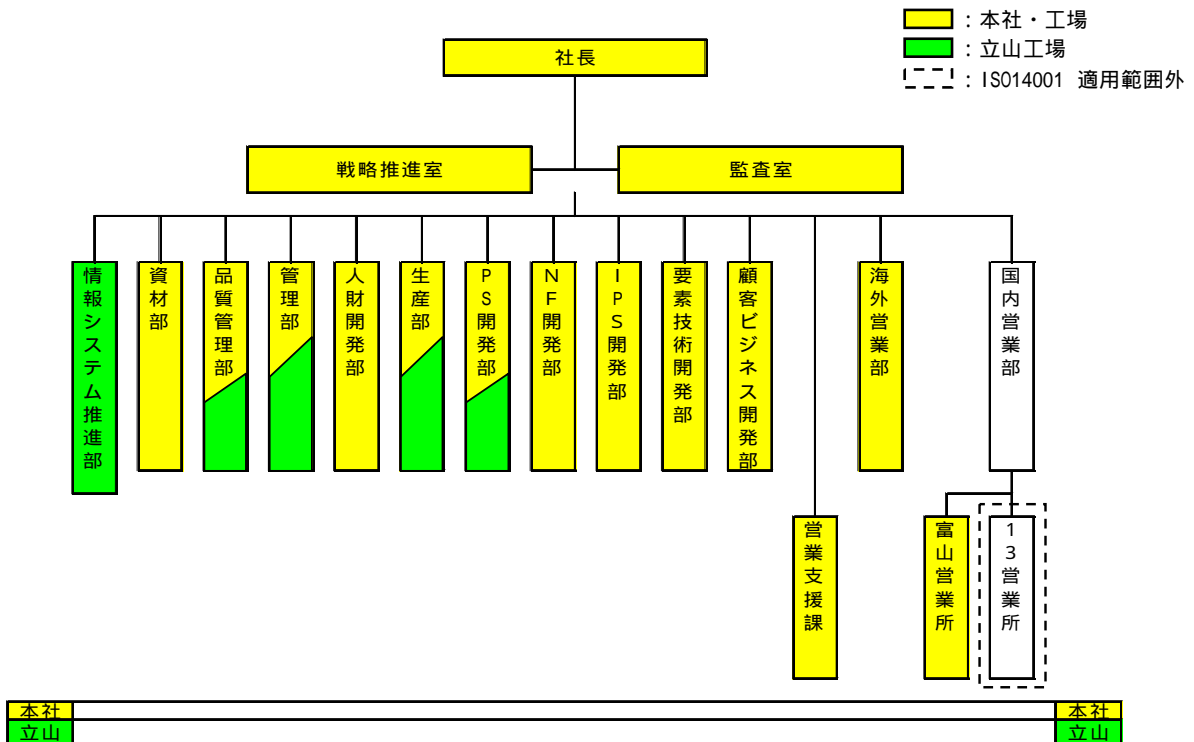 ：本社・工場
：立山工場
：ISO14001 適用範囲外
社長
戦略推進室
監査室
情報システム推進部
資材部
品質管理部
管理部
人財開発部
生産部
PS開発部
NF開発部
IPS開発部
要素技術開発部
顧客ビジネス開発部
海外営業部
国内営業部
営業支援課
富山営業所
13営業所
本社
本社
立山
立山